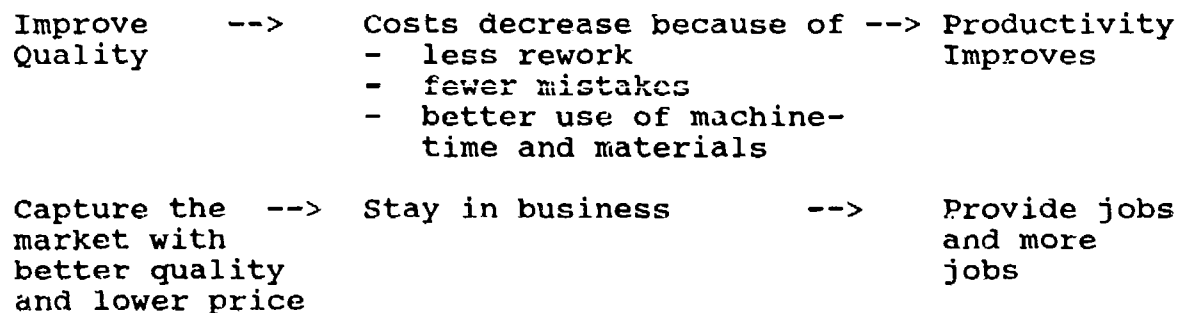 Improve --> Costs decrease because of --> Productivity
Quality - less rework Improves
- fewer mistakes
- better use of machine-
time and materials
Capture the --> Stay in business --> Provide jobs
market with and more
better quality jobs
and lower price